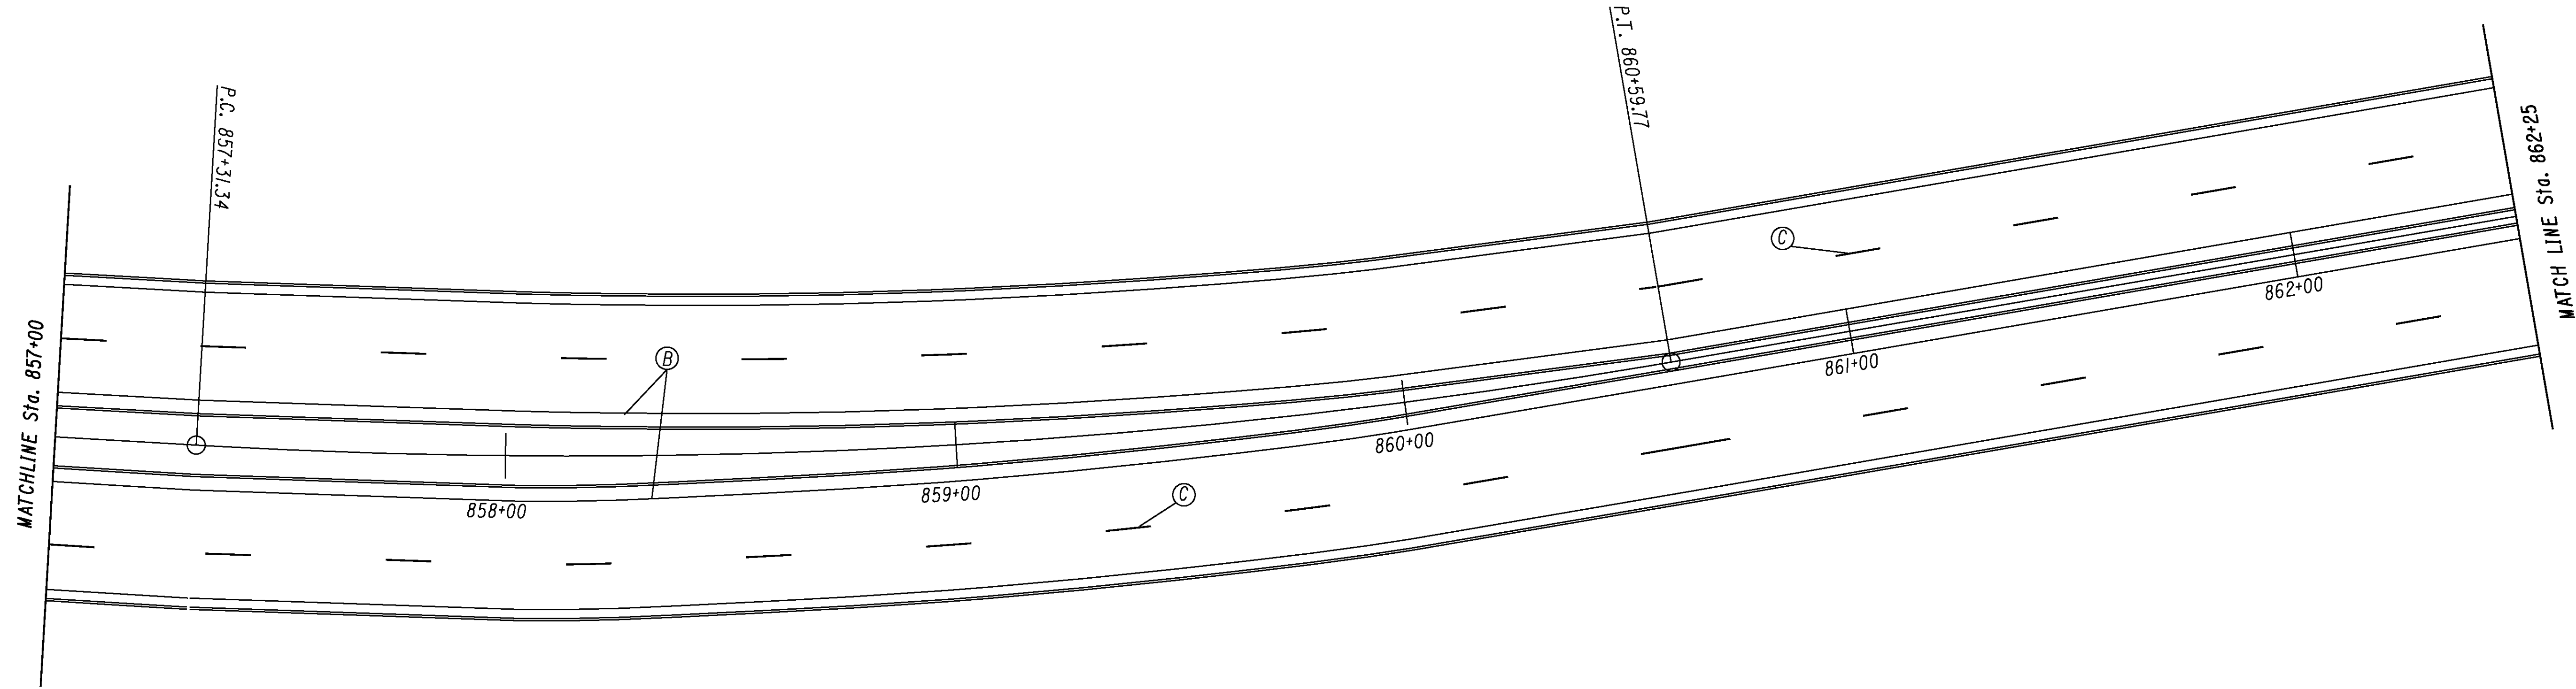 MATCHLINE Sta. 857+00
P.C. 857+31.34
B
858+00
859+00
C
860+00
P.T. 860+59.77
C
861+00
862+00
MATCH LINE Sta. 862+25